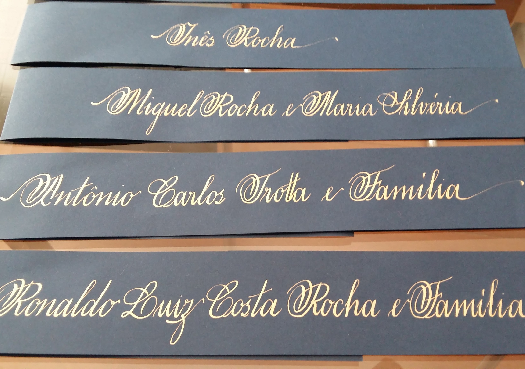 Inês Rocha
Miguel Rocha e Maria Silvéria
Antônio Carlos Trotta e Família
Ronaldo Luiz Costa Rocha e Família